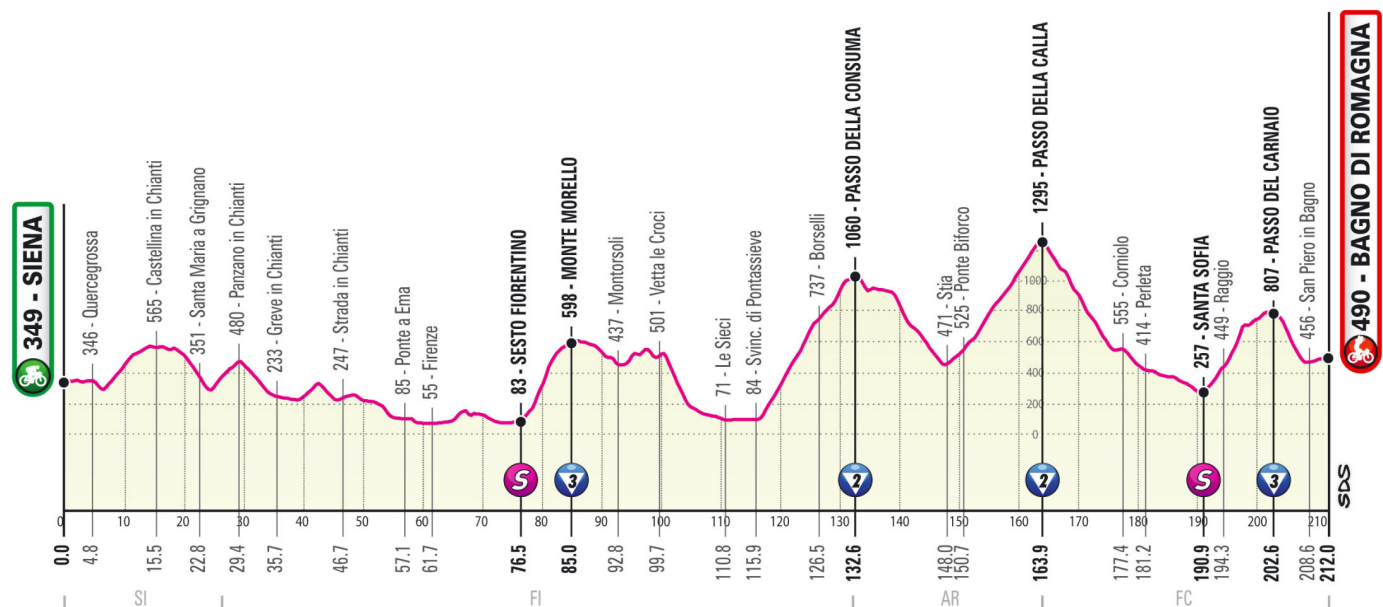 349 - SIENA
346 - Quercegrossa
565 - Castellina in Chianti
351 - Santa Maria a Grignano
480 - Panzano in Chianti
233 - Greve in Chianti
247 - Strada in Chianti
85 - Ponte a Ema
55 - Firenze
83 - SESTO FIORENTINO
598 - MONTE MORELLO
437 - Montorsoli
501 - Vetta le Croci
71 - Le Sieci
84 - Svinc. di Pontassieve
737 - Borselli
1060 - PASSO DELLA CONSUMA
471 - Stia
525 - Ponte Biforco
1295 - PASSO DELLA CALLA
555 - Corniolo
414 - Perleta
257 - SANTA SOFIA
449 - Raggio
807 - PASSO DEL CARNAIO
456 - San Piero in Bagno
490 - BAGNO DI ROMAGNA
1000
800
600
400
200
0
S 3 2 2 S 3
SDS
0 10 20 30 40 50 60 70 80 90 100 110 120 130 140 150 160 170 180 190 200 210
0.0 4.8 15.5 22.8 29.4 35.7 46.7 57.1 61.7 76.5 85.0 92.8 99.7 110.8 115.9 126.5 132.6 148.0 150.7 163.9 177.4 181.2 190.9 194.3 202.6 208.6 212.0
SI FI AR FC